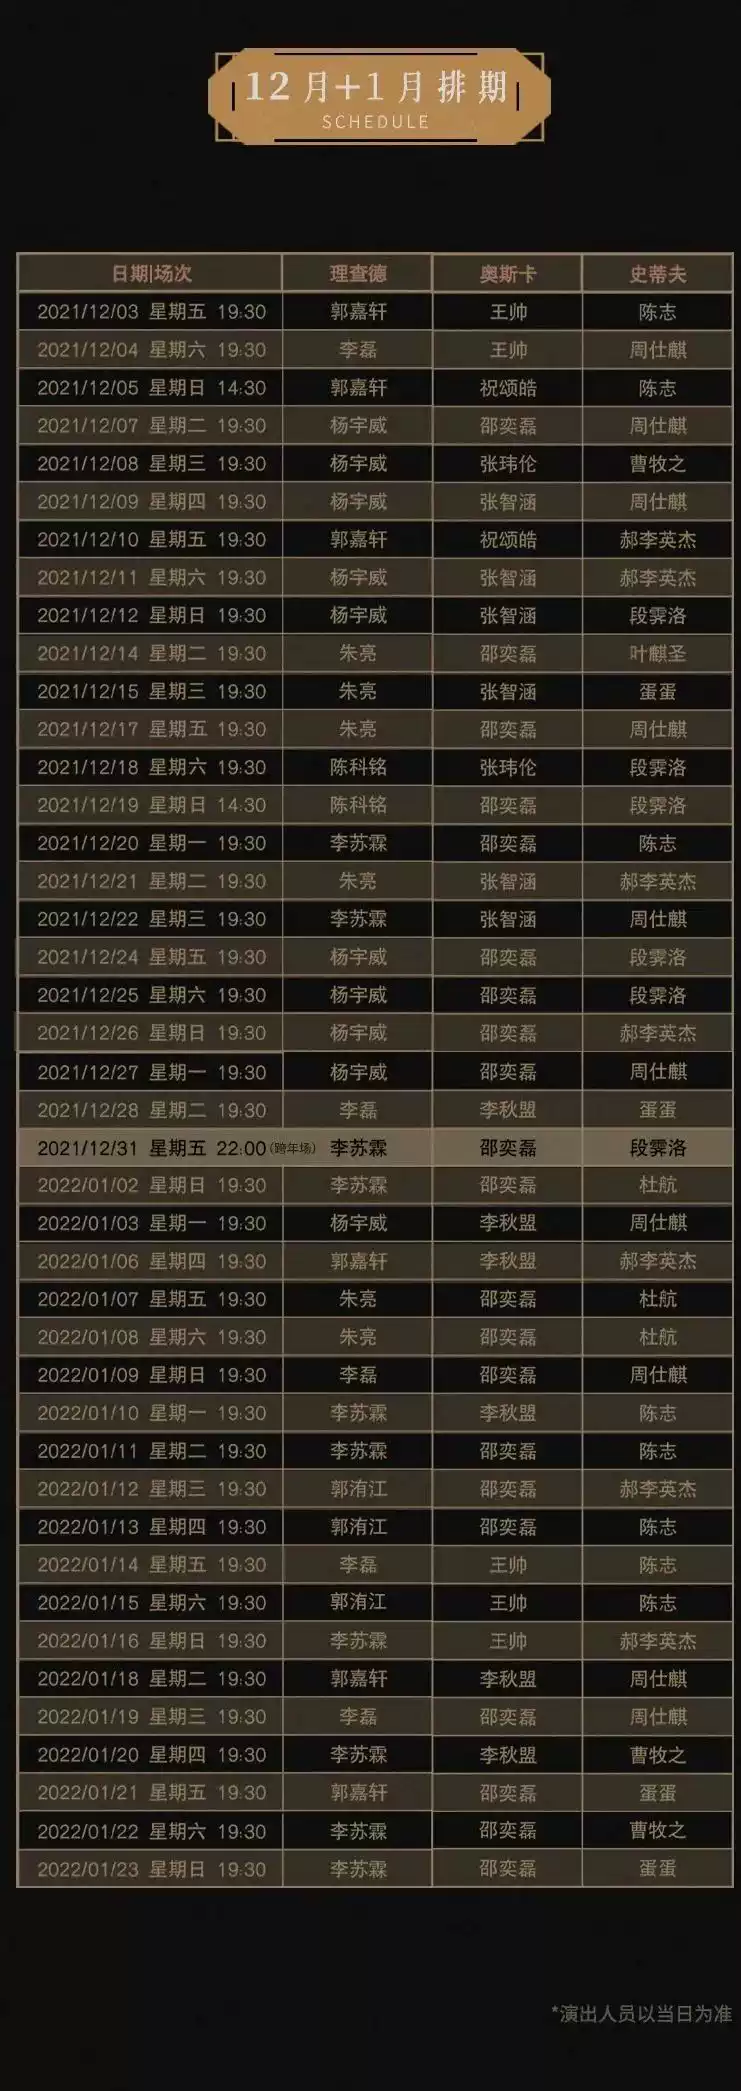 12月+1月排期
SCHEDULE
日期|场次 理查德 奥斯卡 史蒂夫
2021/12/03 星期五 19:30 郭嘉轩 王帅 陈志
2021/12/04 星期六 19:30 李磊 王帅 周仕麒
2021/12/05 星期日 14:30 郭嘉轩 祝颂皓 陈志
2021/12/07 星期二 19:30 杨宇威 邵奕磊 周仕麒
2021/12/08 星期三 19:30 杨宇威 张玮伦 曹牧之
2021/12/09 星期四 19:30 杨宇威 张智涵 周仕麒
2021/12/10 星期五 19:30 郭嘉轩 祝颂皓 郝李英杰
2021/12/11 星期六 19:30 杨宇威 张智涵 郝李英杰
2021/12/12 星期日 19:30 杨宇威 张智涵 段霁洺
2021/12/14 星期二 19:30 朱亮 邵奕磊 叶麒圣
2021/12/15 星期三 19:30 朱亮 张智涵 蛋蛋
2021/12/17 星期五 19:30 朱亮 邵奕磊 周仕麒
2021/12/18 星期六 19:30 陈科铭 张玮伦 段霁洺
2021/12/19 星期日 14:30 陈科铭 邵奕磊 段霁洺
2021/12/20 星期一 19:30 李苏霖 邵奕磊 陈志
2021/12/21 星期二 19:30 朱亮 张智涵 郝李英杰
2021/12/22 星期三 19:30 李苏霖 张智涵 周仕麒
2021/12/24 星期五 19:30 杨宇威 邵奕磊 段霁洺
2021/12/25 星期六 19:30 杨宇威 邵奕磊 段霁洺
2021/12/26 星期日 19:30 杨宇威 邵奕磊 郝李英杰
2021/12/27 星期一 19:30 杨宇威 邵奕磊 周仕麒
2021/12/28 星期二 19:30 李磊 李秋盟 蛋蛋
2021/12/31 星期五 22:00(跨年场) 李苏霖 邵奕磊 段霁洺
2022/01/02 星期日 19:30 李苏霖 邵奕磊 杜航
2022/01/03 星期一 19:30 杨宇威 李秋盟 周仕麒
2022/01/06 星期四 19:30 郭嘉轩 李秋盟 郝李英杰
2022/01/07 星期五 19:30 朱亮 邵奕磊 杜航
2022/01/08 星期六 19:30 朱亮 邵奕磊 杜航
2022/01/09 星期日 19:30 李磊 邵奕磊 周仕麒
2022/01/10 星期一 19:30 李苏霖 李秋盟 陈志
2022/01/11 星期二 19:30 李苏霖 邵奕磊 陈志
2022/01/12 星期三 19:30 郭洧江 邵奕磊 郝李英杰
2022/01/13 星期四 19:30 郭洧江 邵奕磊 陈志
2022/01/14 星期五 19:30 李磊 王帅 陈志
2022/01/15 星期六 19:30 郭洧江 王帅 陈志
2022/01/16 星期日 19:30 李苏霖 王帅 郝李英杰
2022/01/18 星期二 19:30 郭嘉轩 李秋盟 周仕麒
2022/01/19 星期三 19:30 李磊 邵奕磊 周仕麒
2022/01/20 星期四 19:30 李苏霖 李秋盟 曹牧之
2022/01/21 星期五 19:30 郭嘉轩 邵奕磊 蛋蛋
2022/01/22 星期六 19:30 李苏霖 邵奕磊 曹牧之
2022/01/23 星期日 19:30 李苏霖 邵奕磊 蛋蛋
*演出人员以当日为准